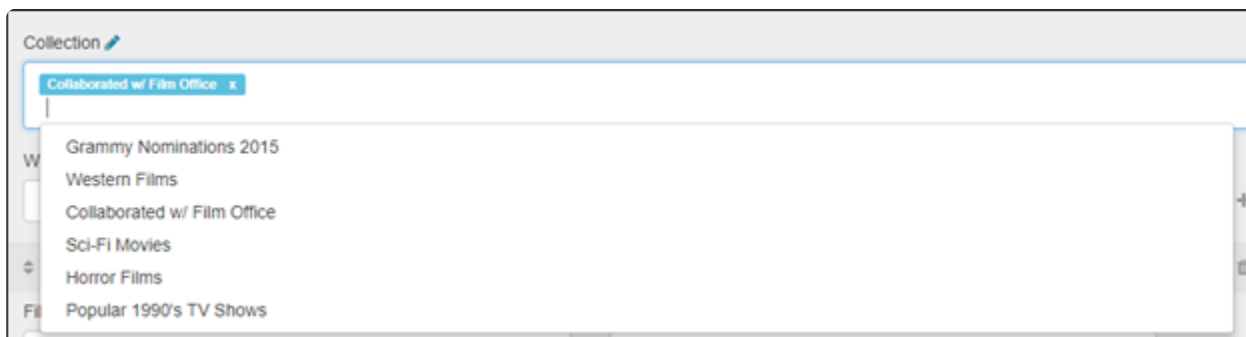 Collection
Collaborated w/ Film Office x
Grammy Nominations 2015
W
Western Films
Collaborated w/ Film Office
Sci-Fi Movies
Horror Films
Fil
Popular 1990's TV Shows